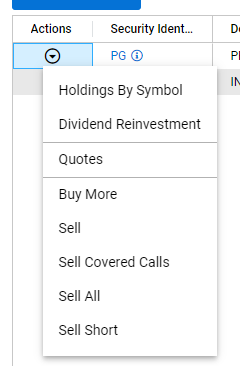 Actions Security Ident...
PG
Holdings By Symbol
Dividend Reinvestment
Quotes
Buy More
Sell
Sell Covered Calls
Sell All
Sell Short